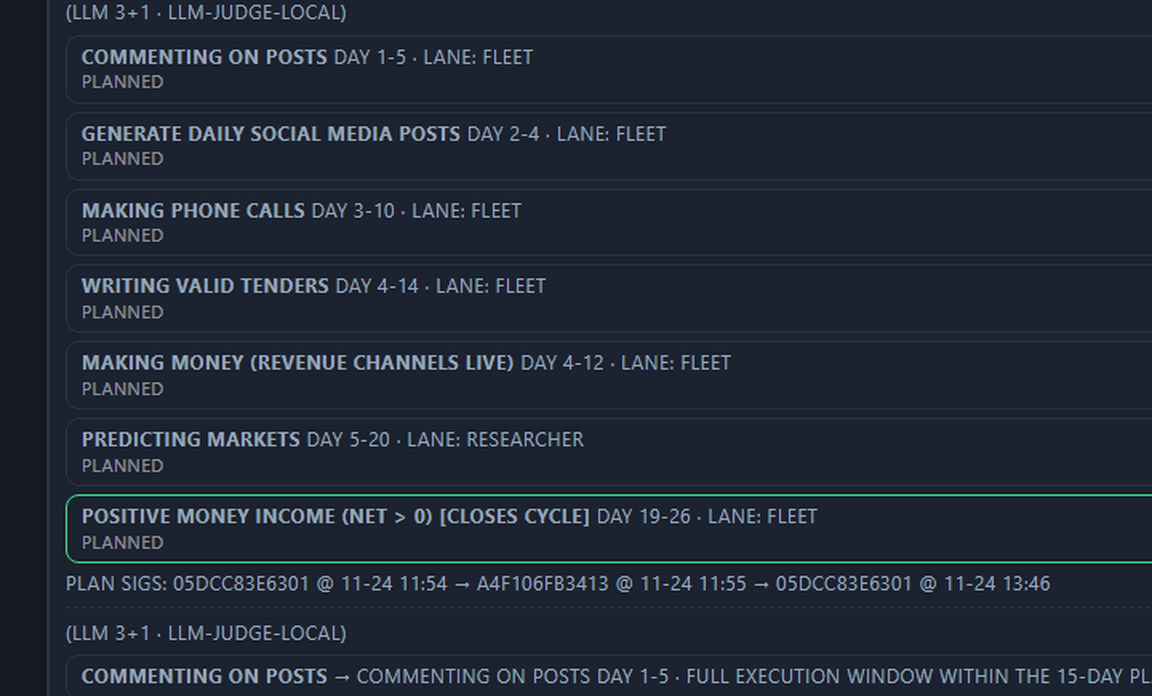 (LLM 3+1 · LLM-JUDGE-LOCAL)
COMMENTING ON POSTS DAY 1-5 · LANE: FLEET
PLANNED
GENERATE DAILY SOCIAL MEDIA POSTS DAY 2-4 · LANE: FLEET
PLANNED
MAKING PHONE CALLS DAY 3-10 · LANE: FLEET
PLANNED
WRITING VALID TENDERS DAY 4-14 · LANE: FLEET
PLANNED
MAKING MONEY (REVENUE CHANNELS LIVE) DAY 4-12 · LANE: FLEET
PLANNED
PREDICTING MARKETS DAY 5-20 · LANE: RESEARCHER
PLANNED
POSITIVE MONEY INCOME (NET > 0) [CLOSES CYCLE] DAY 19-26 · LANE: FLEET
PLANNED
PLAN SIGS: 05DCC83E6301 @ 11-24 11:54 → A4F106FB3413 @ 11-24 11:55 → 05DCC83E6301 @ 11-24 13:46
(LLM 3+1 · LLM-JUDGE-LOCAL)
COMMENTING ON POSTS → COMMENTING ON POSTS DAY 1-5 · FULL EXECUTION WINDOW WITHIN THE 15-DAY PL